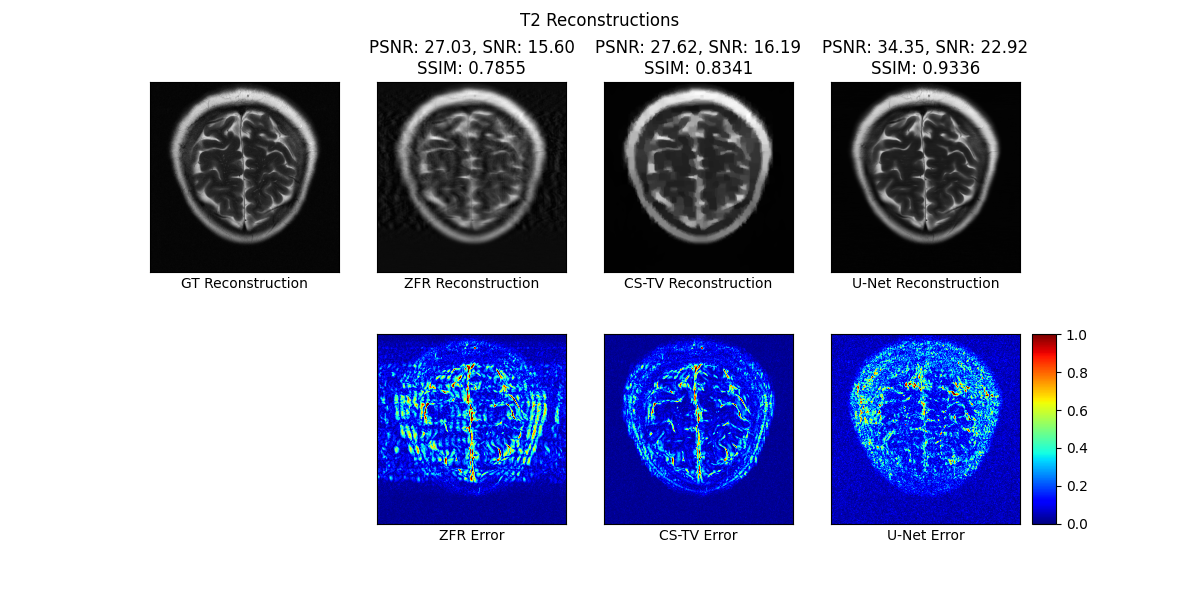 T2 Reconstructions
PSNR: 27.03, SNR: 15.60
SSIM: 0.7855
PSNR: 27.62, SNR: 16.19
SSIM: 0.8341
PSNR: 34.35, SNR: 22.92
SSIM: 0.9336
GT Reconstruction
ZFR Reconstruction
CS-TV Reconstruction
U-Net Reconstruction
1.0
0.8
0.6
0.4
0.2
0.0
ZFR Error
CS-TV Error
U-Net Error